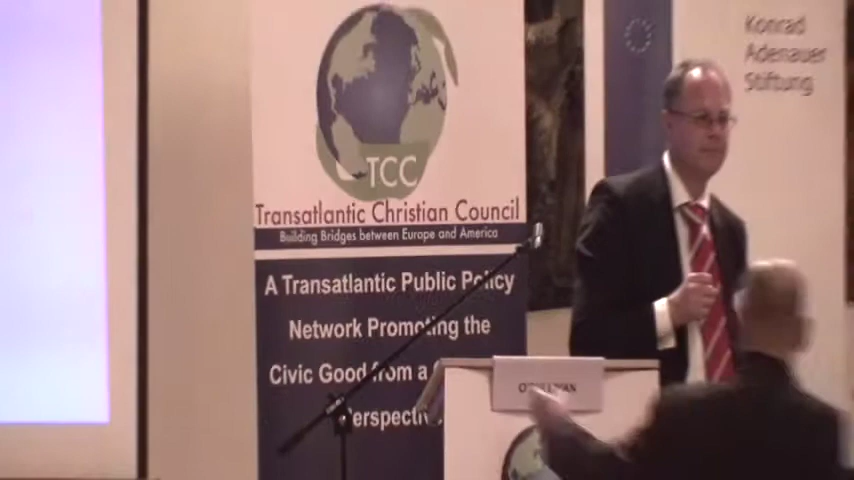 TCC
Transatlantic Christian Council
Building Bridges between Europe and America
A Transatlantic Public Policy
Network Promoting the
Civic Good from a
Perspective
Konrad
Adenauer
Stiftung